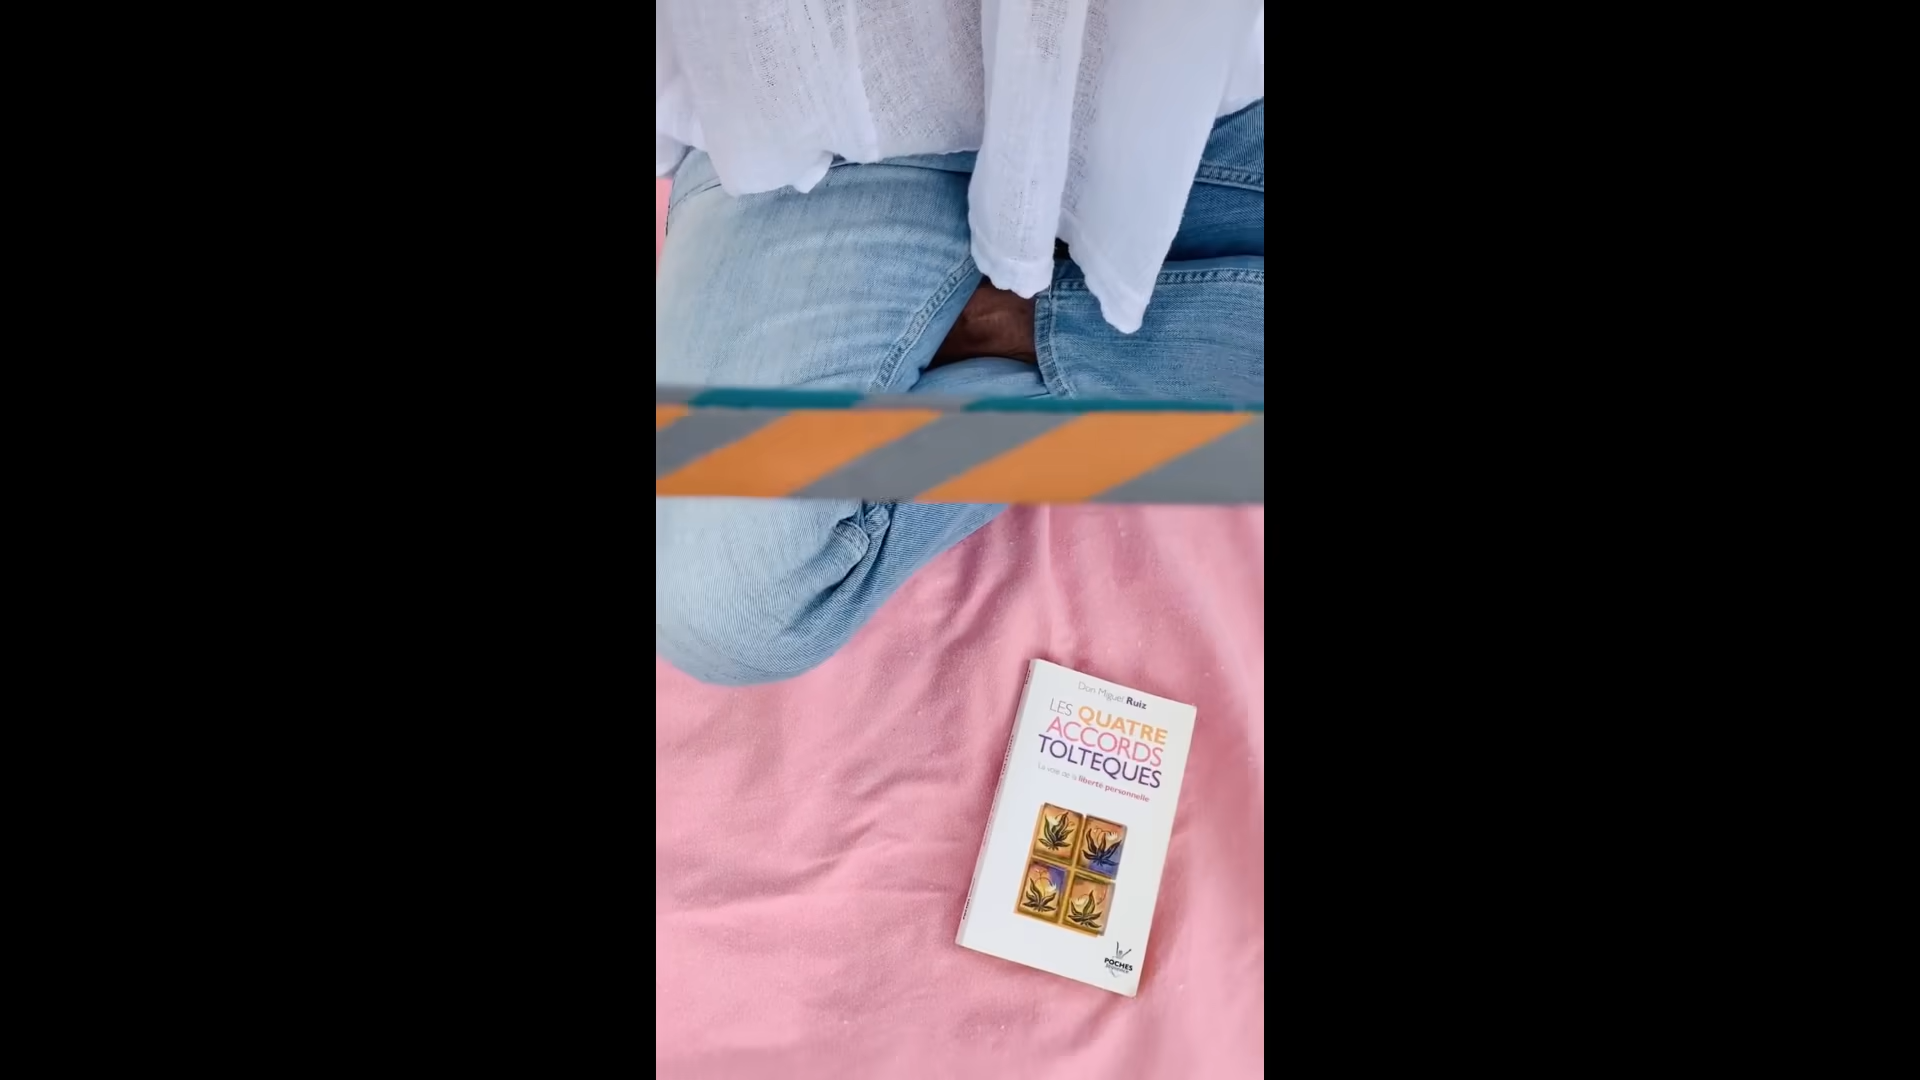 Don Miguel Ruiz
LES QUATRE
ACCORDS
TOLTEQUES
La voie de la liberté personnelle
POCHES